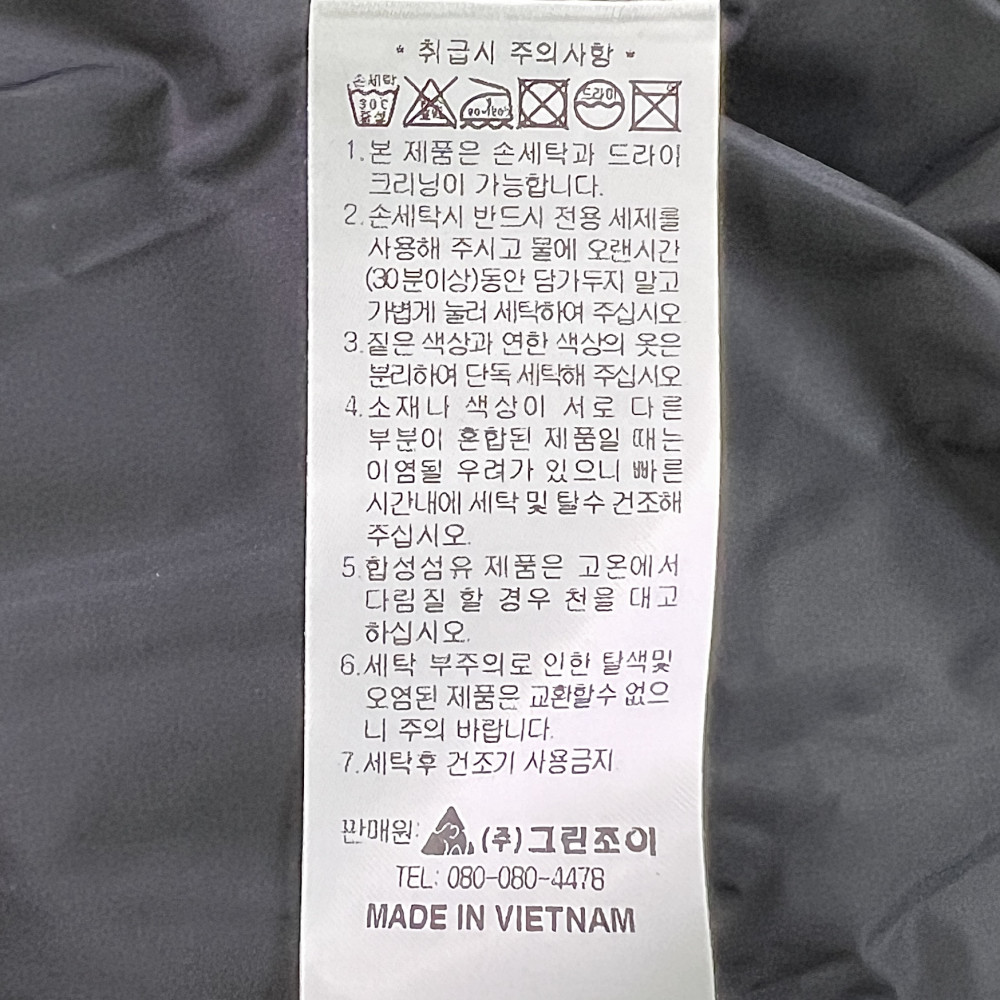 * 취급시 주의사항 *
손세탁
30℃
중성
80~120℃
드라이
1.본 제품은 손세탁과 드라이
크리닝이 가능합니다.
2.손세탁시 반드시 전용 세제를
사용해 주시고 물에 오랜시간
(30분이상)동안 담가두지 말고
가볍게 눌러 세탁하여 주십시오
3.짙은 색상과 연한 색상의 옷은
분리하여 단독 세탁해 주십시오
4.소재나 색상이 서로 다른
부분이 혼합된 제품일 때는
이염될 우려가 있으니 빠른
시간내에 세탁 및 탈수 건조해
주십시오.
5.합성섬유 제품은 고온에서
다림질 할 경우 천을 대고
하십시오.
6.세탁 부주의로 인한 탈색및
오염된 제품은 교환할수 없으
니 주의 바랍니다.
7.세탁후 건조기 사용금지
판매원: (주)그린조이
TEL: 080-080-4478
MADE IN VIETNAM